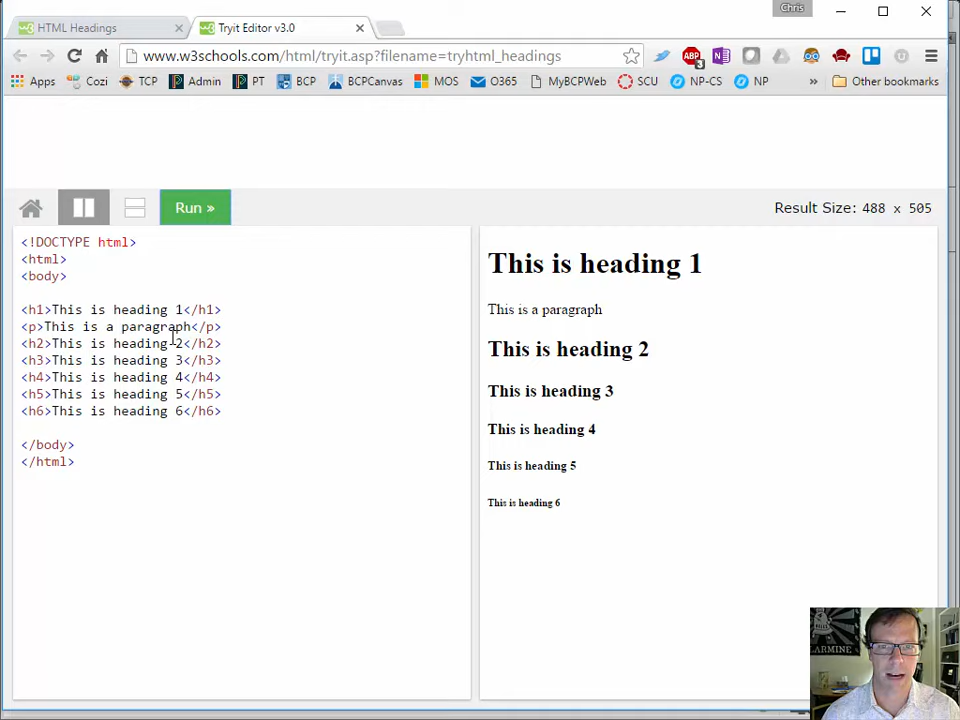 Chris
HTML Headings
Tryit Editor v3.0
www.w3schools.com/html/tryit.asp?filename=tryhtml_headings
ABP
3
Apps Cozi TCP Admin PT BCP BCPCanvas MOS O365 MyBCPWeb SCU NP-CS NP » Other bookmarks
Run »
Result Size: 488 x 505
<!DOCTYPE html>
<html>
<body>
<h1>This is heading 1</h1>
<p>This is a paragraph</p>
<h2>This is heading 2</h2>
<h3>This is heading 3</h3>
<h4>This is heading 4</h4>
<h5>This is heading 5</h5>
<h6>This is heading 6</h6>
</body>
</html>
This is heading 1
This is a paragraph
This is heading 2
This is heading 3
This is heading 4
This is heading 5
This is heading 6
LARMINE